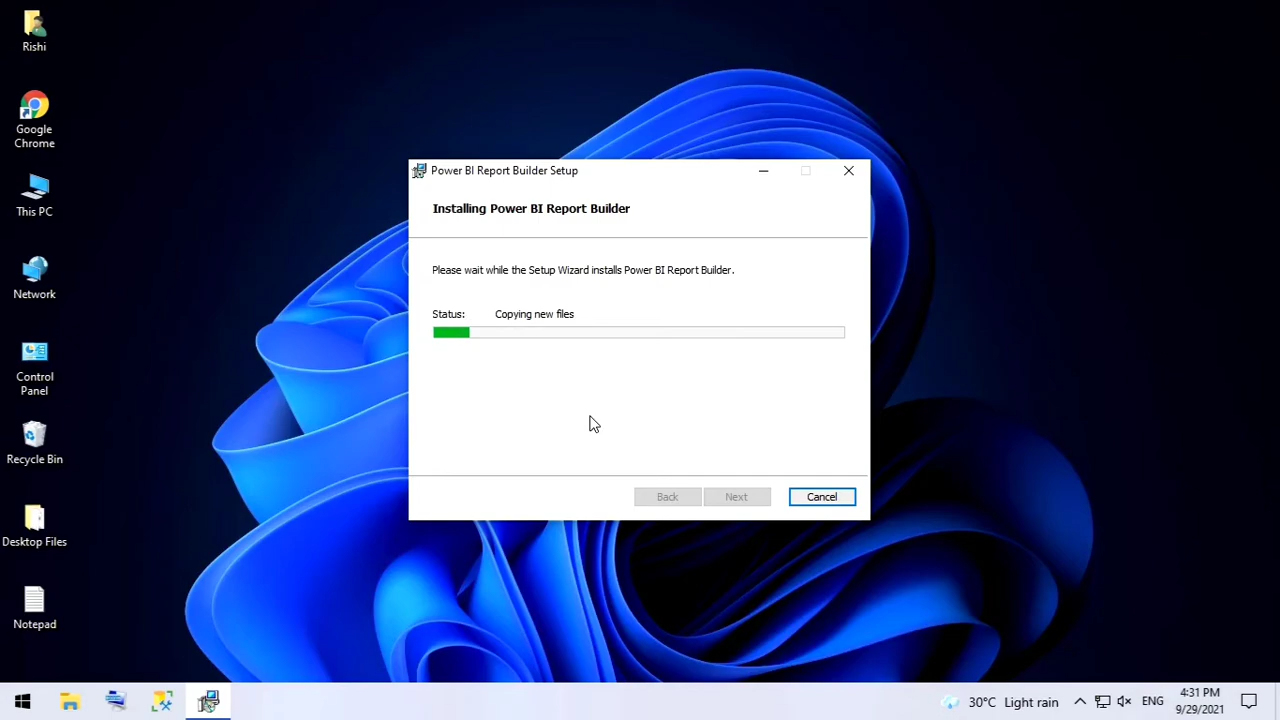 Rishi
Google
Chrome
This PC
Network
Control
Panel
Recycle Bin
Desktop Files
Notepad
Power BI Report Builder Setup
Installing Power BI Report Builder
Please wait while the Setup Wizard installs Power BI Report Builder.
Status: Copying new files
Back Next Cancel
30°C Light rain ENG 4:31 PM
9/29/2021